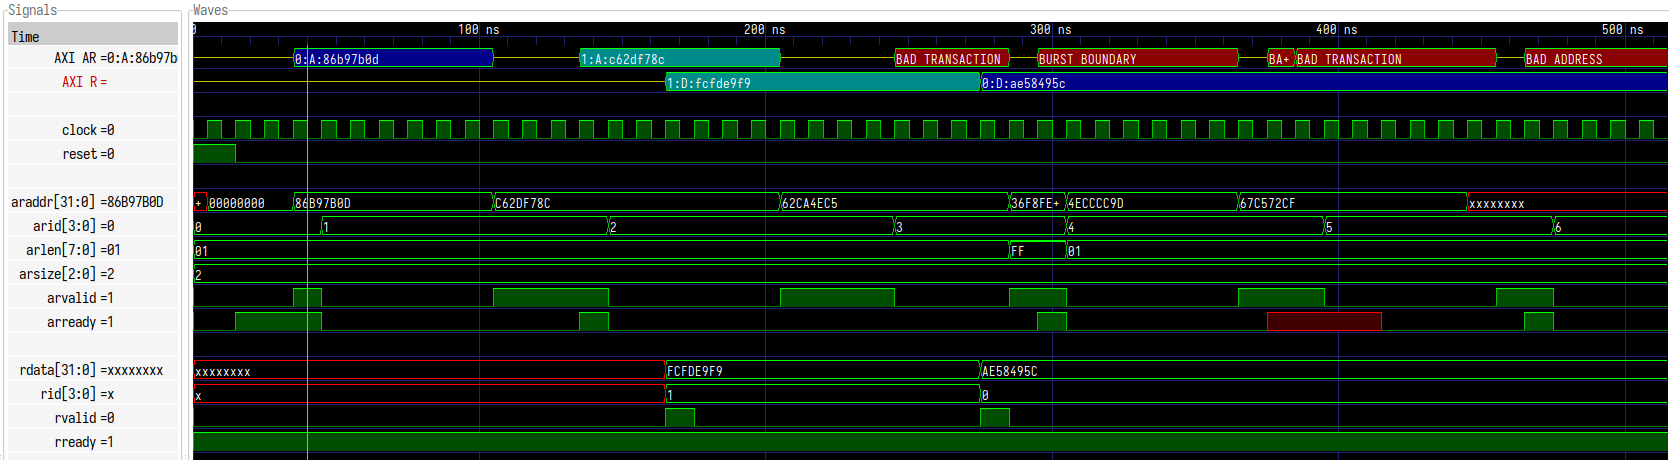 Signals Waves
Time 0 100 ns 200 ns 300 ns 400 ns 500 ns
AXI AR =0:A:86b97b 0:A:86b97b0d 1:A:c62df78c BAD TRANSACTION BURST BOUNDARY BA+ BAD TRANSACTION BAD ADDRESS
AXI R = 1:D:fcfde9f9 0:D:ae58495c
clock =0
reset =0
araddr[31:0] =86B97B0D + 00000000 86B97B0D C62DF78C 62CA4EC5 36F8FE+ 4ECCCC9D 67C572CF xxxxxxxx
arid[3:0] =0 0 1 2 3 4 5 6
arlen[7:0] =01 01 FF 01
arsize[2:0] =2 2
arvalid =1
arready =1
rdata[31:0] =xxxxxxxx xxxxxxxx FCFDE9F9 AE58495C
rid[3:0] =x x 1 0
rvalid =0
rready =1